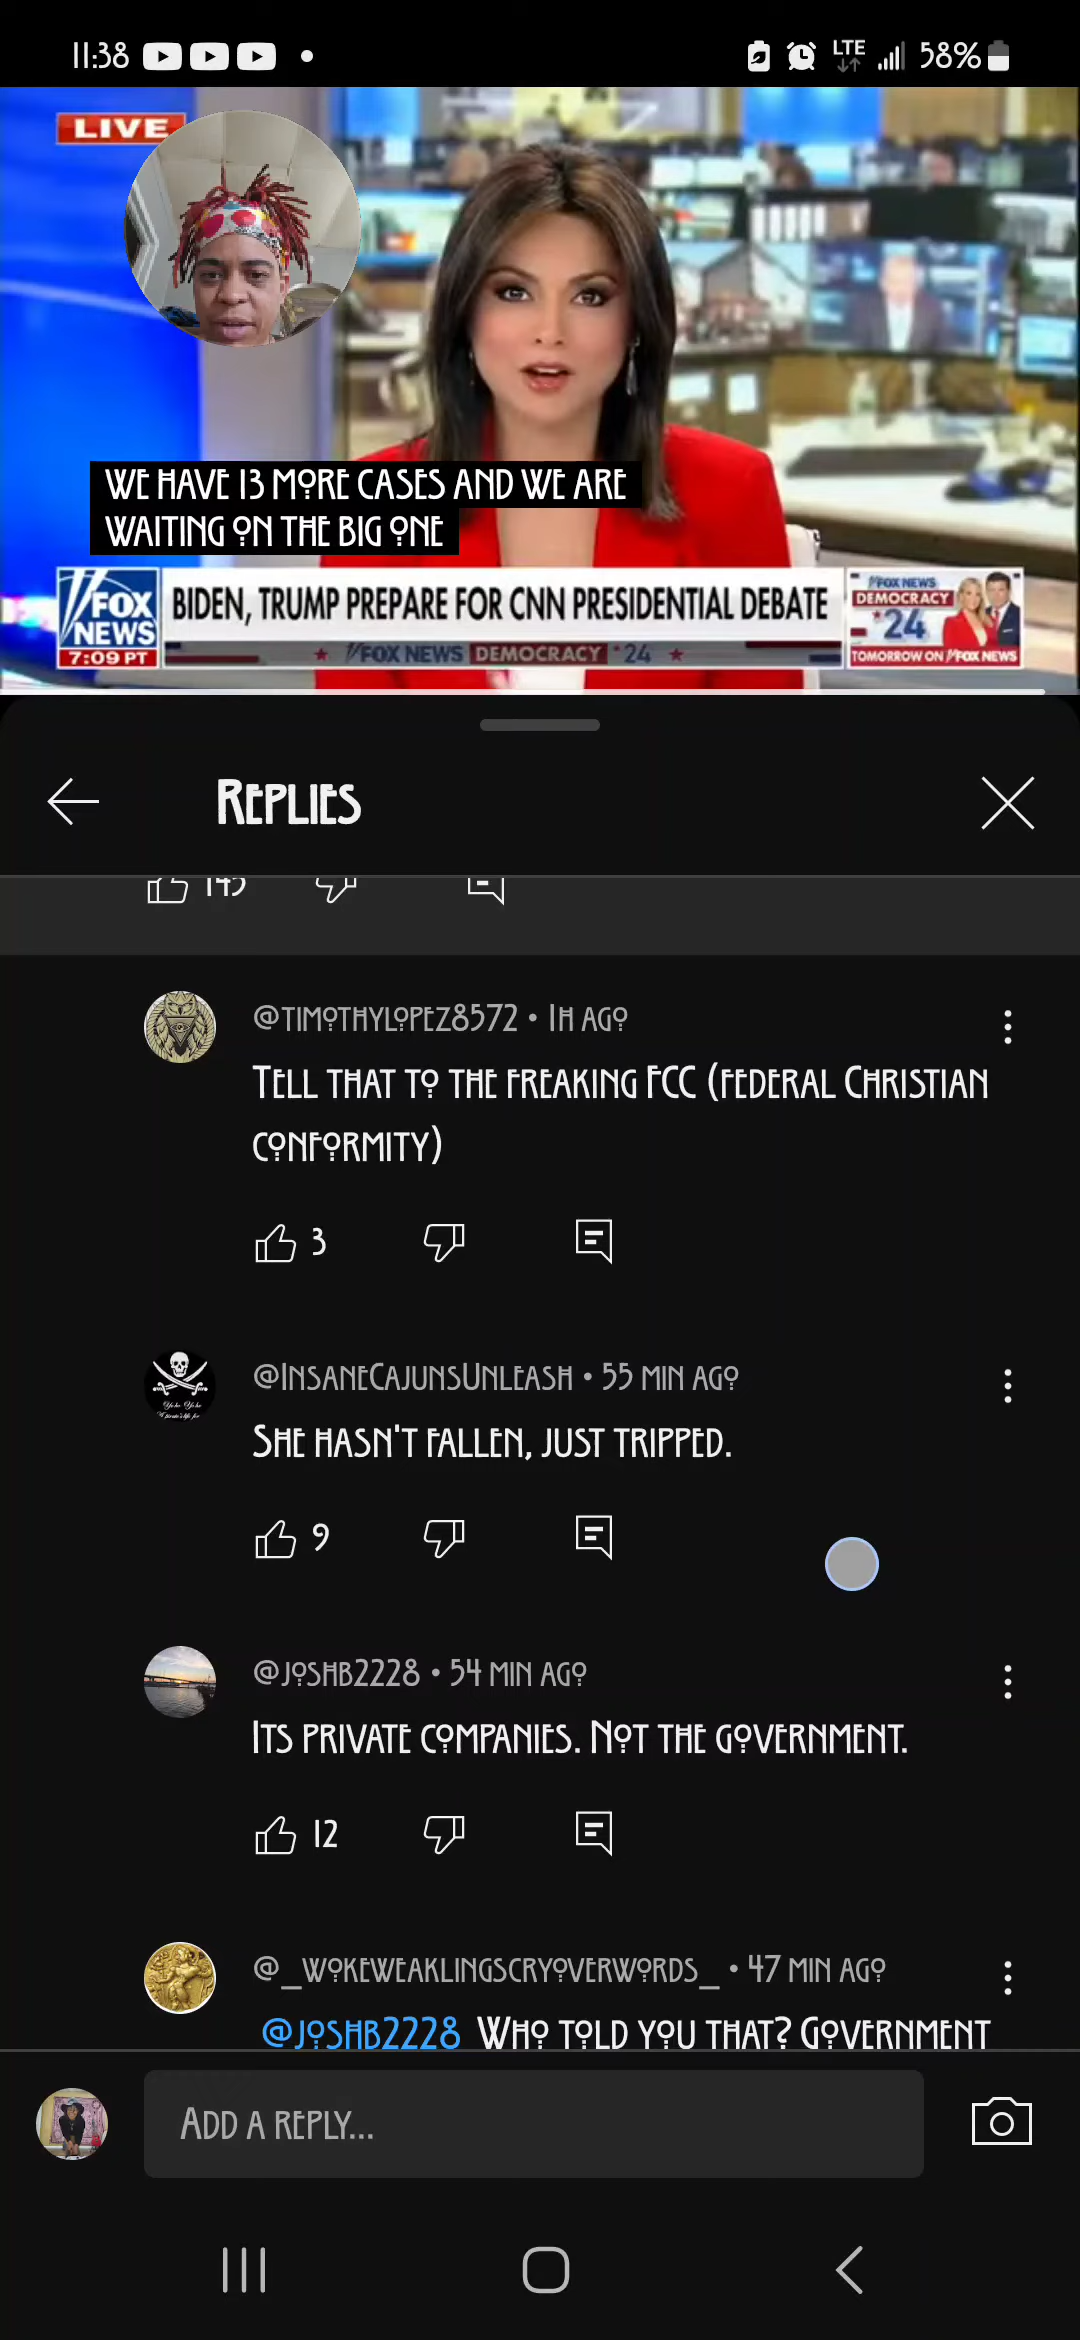 11:38
LTE
58%
LIVE
WE HAVE 13 MORE CASES AND WE ARE
WAITING ON THE BIG ONE
FOX
NEWS
7:09 PT
BIDEN, TRUMP PREPARE FOR CNN PRESIDENTIAL DEBATE
FOX NEWS DEMOCRACY '24
FOX NEWS
DEMOCRACY
'24
TOMORROW ON FOX NEWS
REPLIES
145
@TIMOTHYLOPEZ8572 • 1H AGO
TELL THAT TO THE FREAKING FCC (FEDERAL CHRISTIAN
CONFORMITY)
3
@INSANECAJUNSUNLEASH • 55 MIN AGO
SHE HASN'T FALLEN, JUST TRIPPED.
9
@JOSHB2228 • 54 MIN AGO
ITS PRIVATE COMPANIES. NOT THE GOVERNMENT.
12
@_WOKEWEAKLINGSCRYOVERWORDS_ • 47 MIN AGO
@JOSHB2228 WHO TOLD YOU THAT? GOVERNMENT
ADD A REPLY...